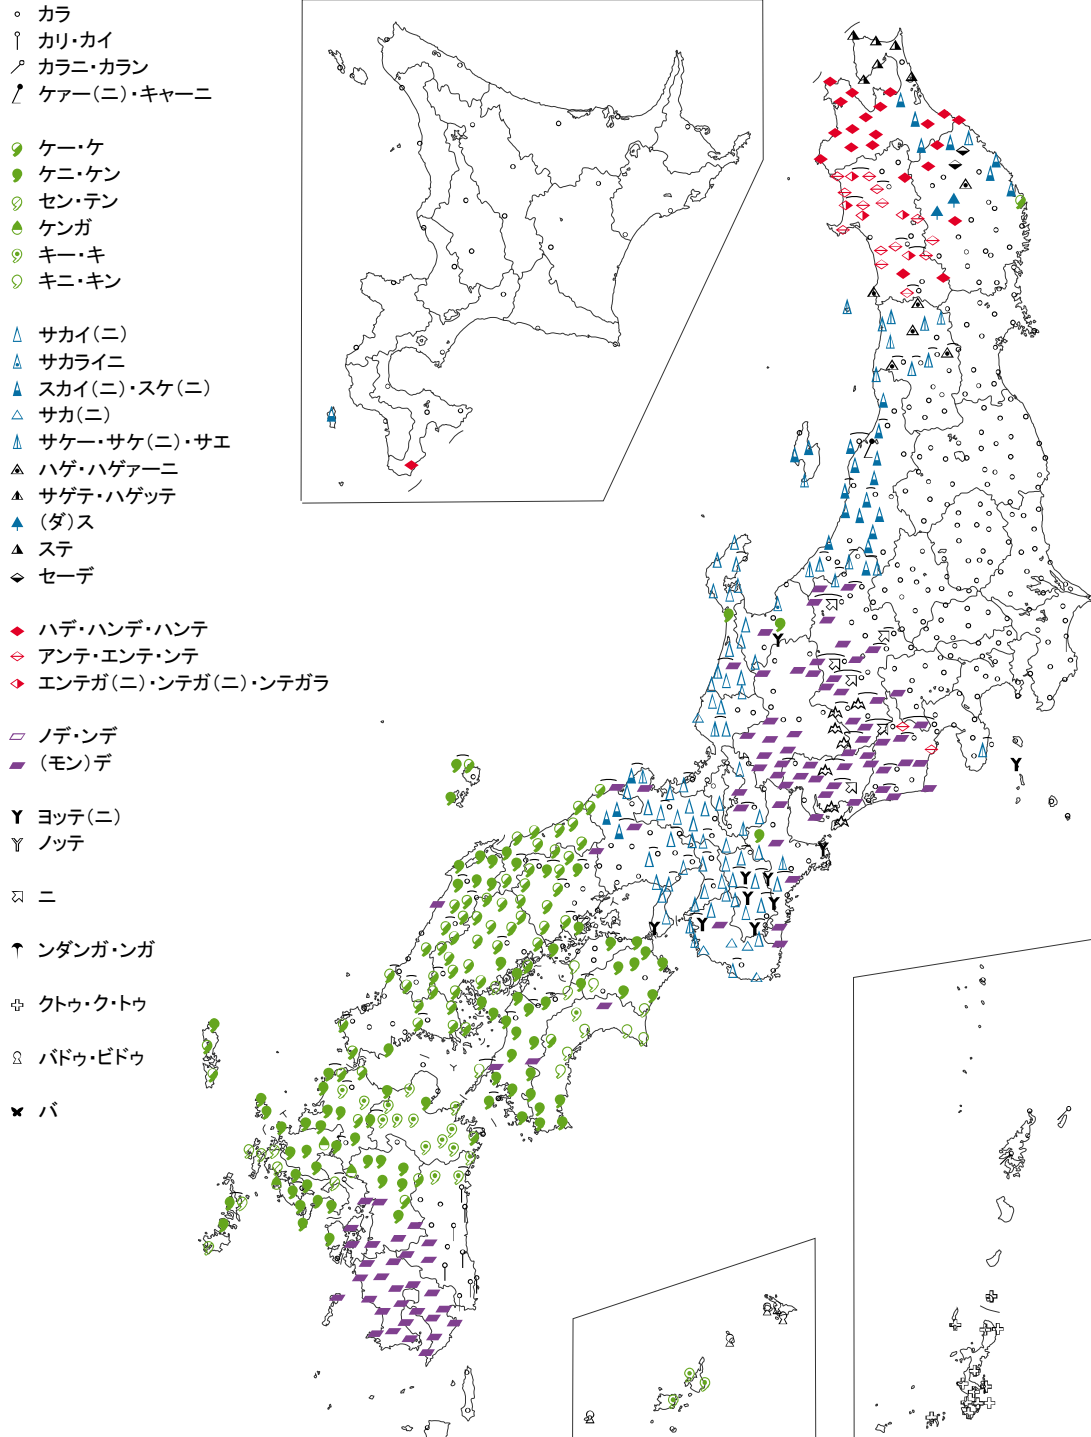 カラ
カリ・カイ
カラニ・カラン
ケァー(ニ)・キャーニ
ケー・ケ
ケニ・ケン
セン・テン
ケンガ
キー・キ
キニ・キン
サカイ(ニ)
サカライニ
スカイ(ニ)・スケ(ニ)
サカ(ニ)
サケー・サケ(ニ)・サエ
ハゲ・ハゲァーニ
サゲテ・ハゲッテ
(ダ)ス
ステ
セーデ
ハデ・ハンデ・ハンテ
アンテ・エンテ・ンテ
エンテガ(ニ)・ンテガ(ニ)・ンテガラ
ノデ・ンデ
(モン)デ
ヨッテ(ニ)
ノッテ
ニ
ンダンガ・ンガ
クトゥ・ク・トゥ
バドゥ・ビドゥ
バ